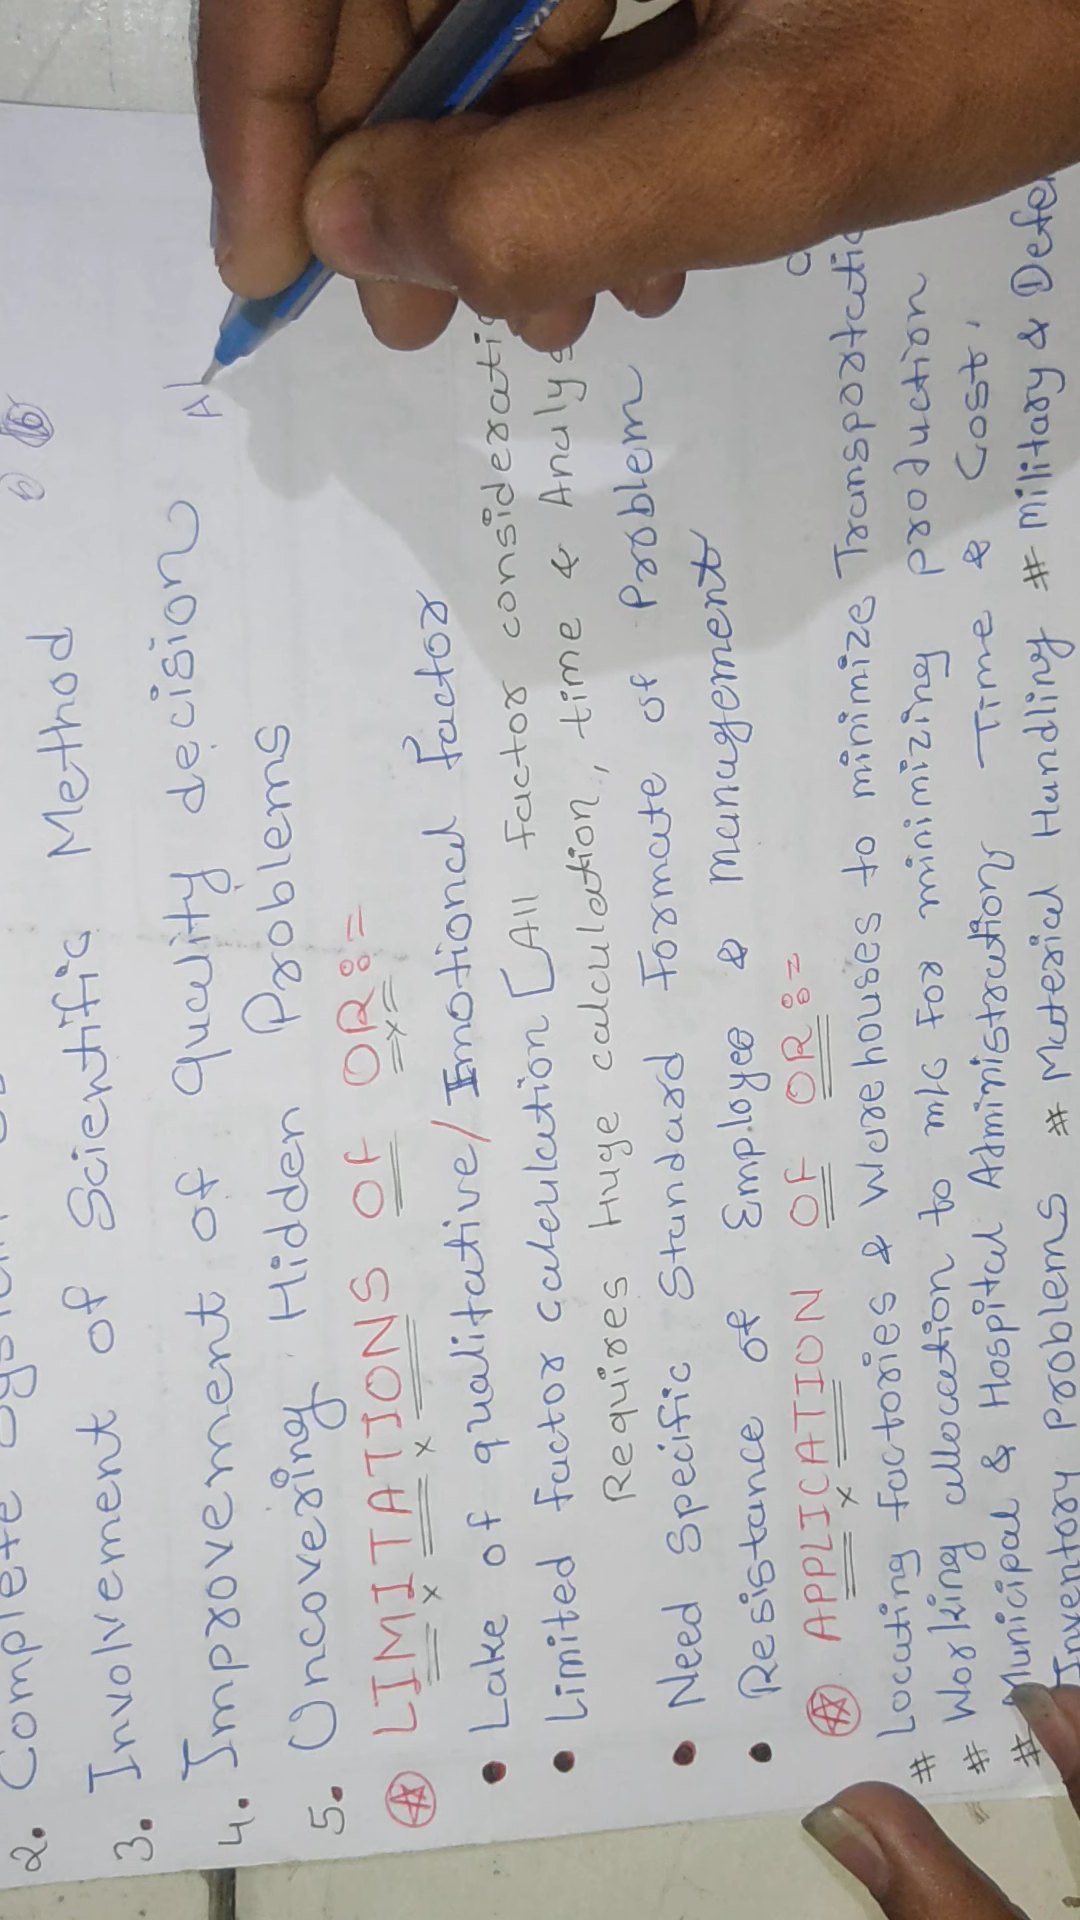 2. Complete
3. Involvement of Scientific Method
4. Improvement of quality decision A
5. Uncovering Hidden Problems
LIMITATIONS OF OR:=
• Lake of qualitative/Imotional factor
• Limited factor calculation [All factor considerati
Requires Huge calculation, time & Analys
• Need Specific Standard Formate of Problem
• Resistance of Employee & management
APPLICATION OF OR:=
# Locating factories & Warehouses to minimize Transportatio
# Working allocation to m/c for minimizing production
# Municipal & Hospital Administration Time & Cost.
Inventory Problems # Material Handling # Military & Defe